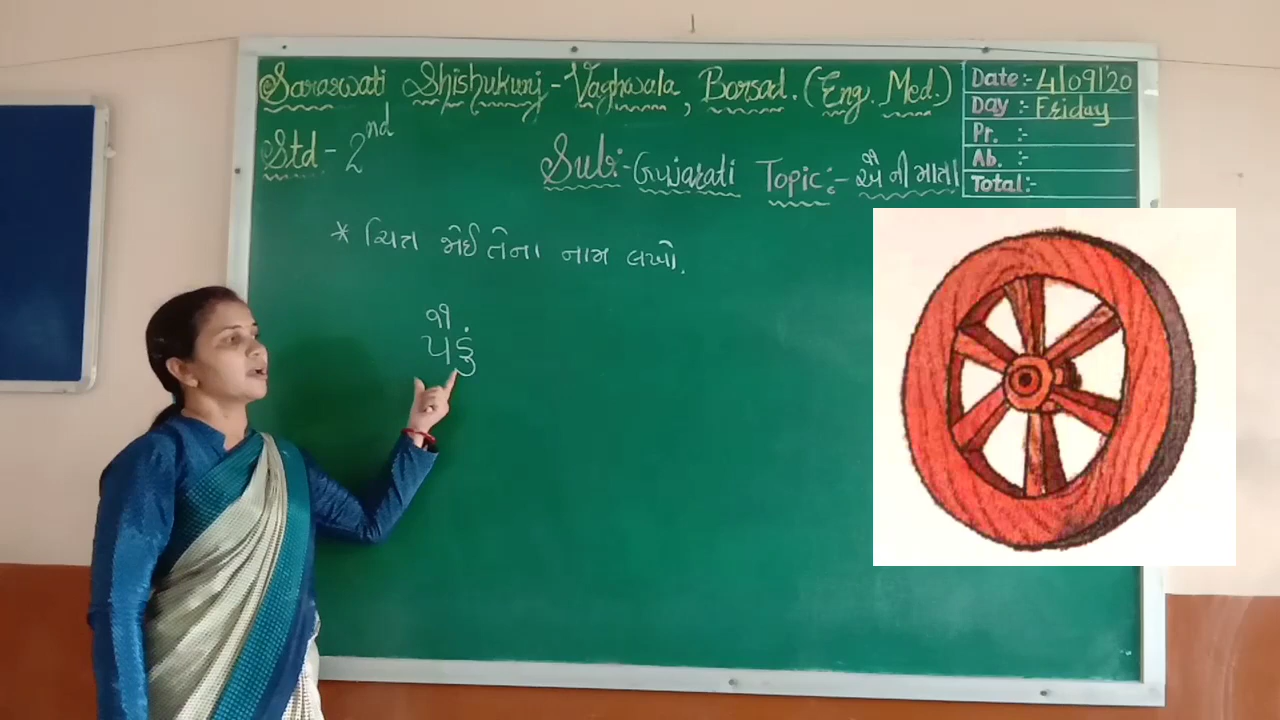 Saraswati Shishukunj - Vaghwala, Borsad. (Eng. Med.)
Std - 2nd
Sub:- Gujarati Topic:- ઐ ની માત્રા
Date:- 4/09/'20
Day:- Friday
Pr. :-
Ab. :-
Total:-
* ચિત્ર જોઈ તેના નામ લખો.
પૈડું